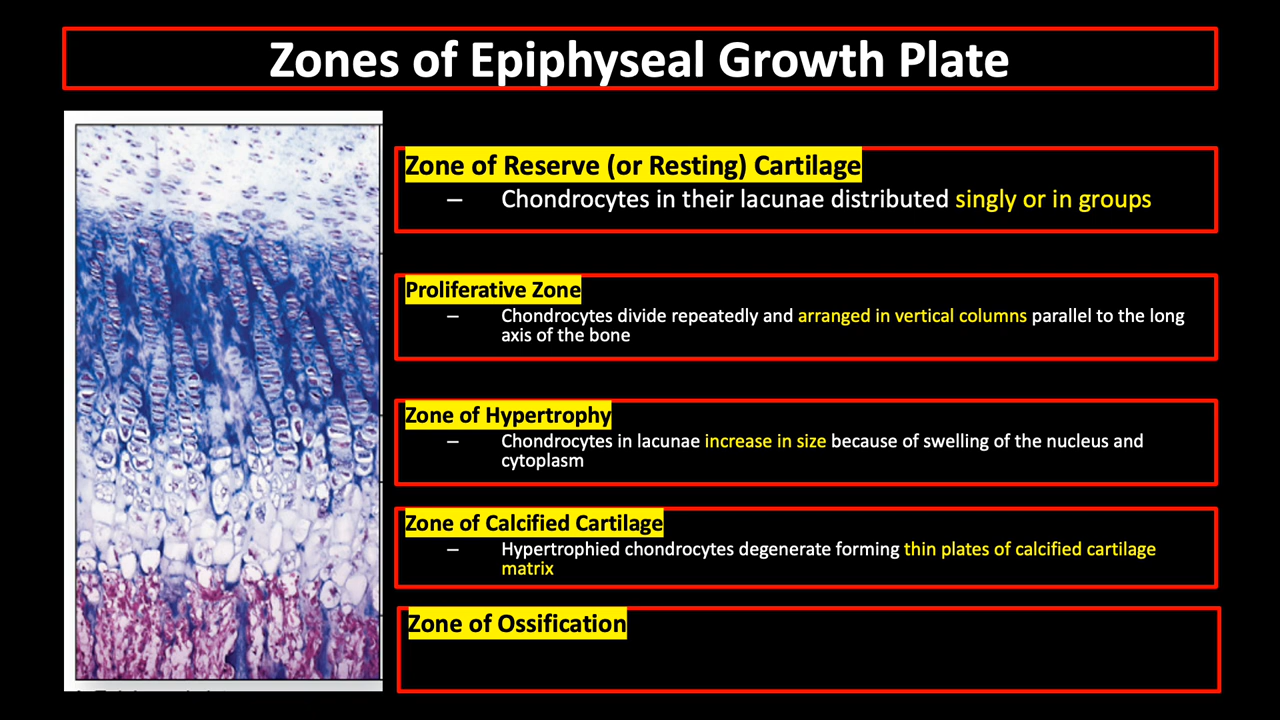 Zones of Epiphyseal Growth Plate
Zone of Reserve (or Resting) Cartilage
– Chondrocytes in their lacunae distributed singly or in groups
Proliferative Zone
– Chondrocytes divide repeatedly and arranged in vertical columns parallel to the long
axis of the bone
Zone of Hypertrophy
– Chondrocytes in lacunae increase in size because of swelling of the nucleus and
cytoplasm
Zone of Calcified Cartilage
– Hypertrophied chondrocytes degenerate forming thin plates of calcified cartilage
matrix
Zone of Ossification